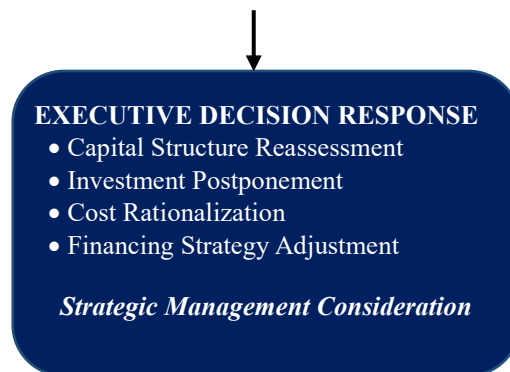 EXECUTIVE DECISION RESPONSE
• Capital Structure Reassessment
• Investment Postponement
• Cost Rationalization
• Financing Strategy Adjustment
Strategic Management Consideration